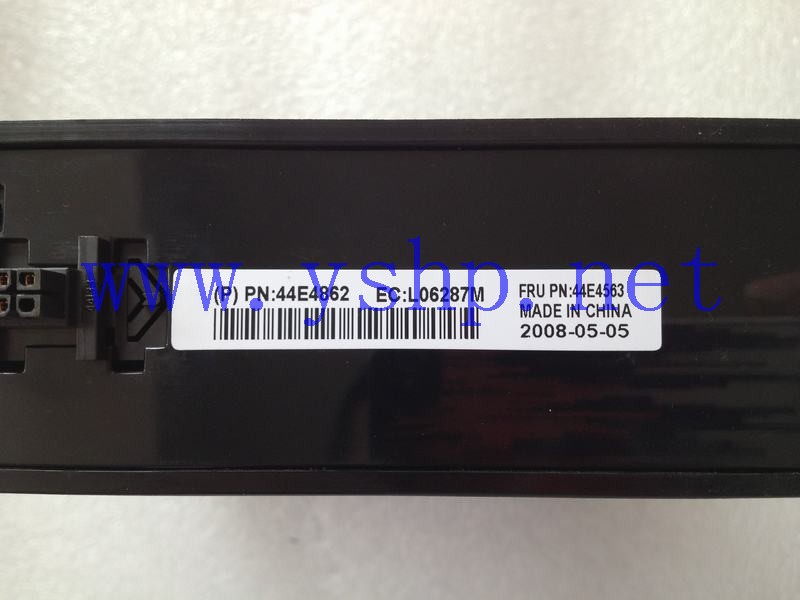 (P) PN:44E4862 EC:L06287M
FRU PN:44E4563
MADE IN CHINA
2008-05-05
www.yshp.net